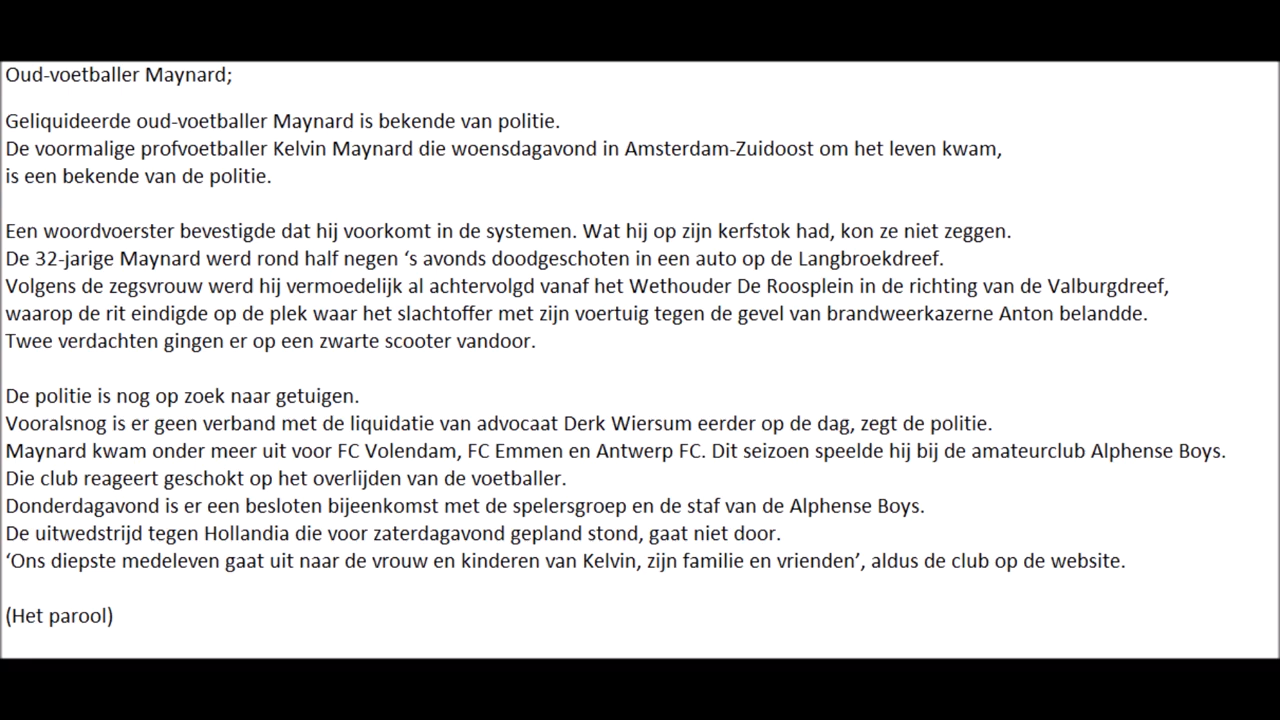 Oud-voetballer Maynard;
Geliquideerde oud-voetballer Maynard is bekende van politie.
De voormalige profvoetballer Kelvin Maynard die woensdagavond in Amsterdam-Zuidoost om het leven kwam,
is een bekende van de politie.
Een woordvoerster bevestigde dat hij voorkomt in de systemen. Wat hij op zijn kerfstok had, kon ze niet zeggen.
De 32-jarige Maynard werd rond half negen ‘s avonds doodgeschoten in een auto op de Langbroekdreef.
Volgens de zegsvrouw werd hij vermoedelijk al achtervolgd vanaf het Wethouder De Roosplein in de richting van de Valburgdreef,
waarop de rit eindigde op de plek waar het slachtoffer met zijn voertuig tegen de gevel van brandweerkazerne Anton belandde.
Twee verdachten gingen er op een zwarte scooter vandoor.
De politie is nog op zoek naar getuigen.
Vooralsnog is er geen verband met de liquidatie van advocaat Derk Wiersum eerder op de dag, zegt de politie.
Maynard kwam onder meer uit voor FC Volendam, FC Emmen en Antwerp FC. Dit seizoen speelde hij bij de amateurclub Alphense Boys.
Die club reageert geschokt op het overlijden van de voetballer.
Donderdagavond is er een besloten bijeenkomst met de spelersgroep en de staf van de Alphense Boys.
De uitwedstrijd tegen Hollandia die voor zaterdagavond gepland stond, gaat niet door.
‘Ons diepste medeleven gaat uit naar de vrouw en kinderen van Kelvin, zijn familie en vrienden’, aldus de club op de website.
(Het parool)